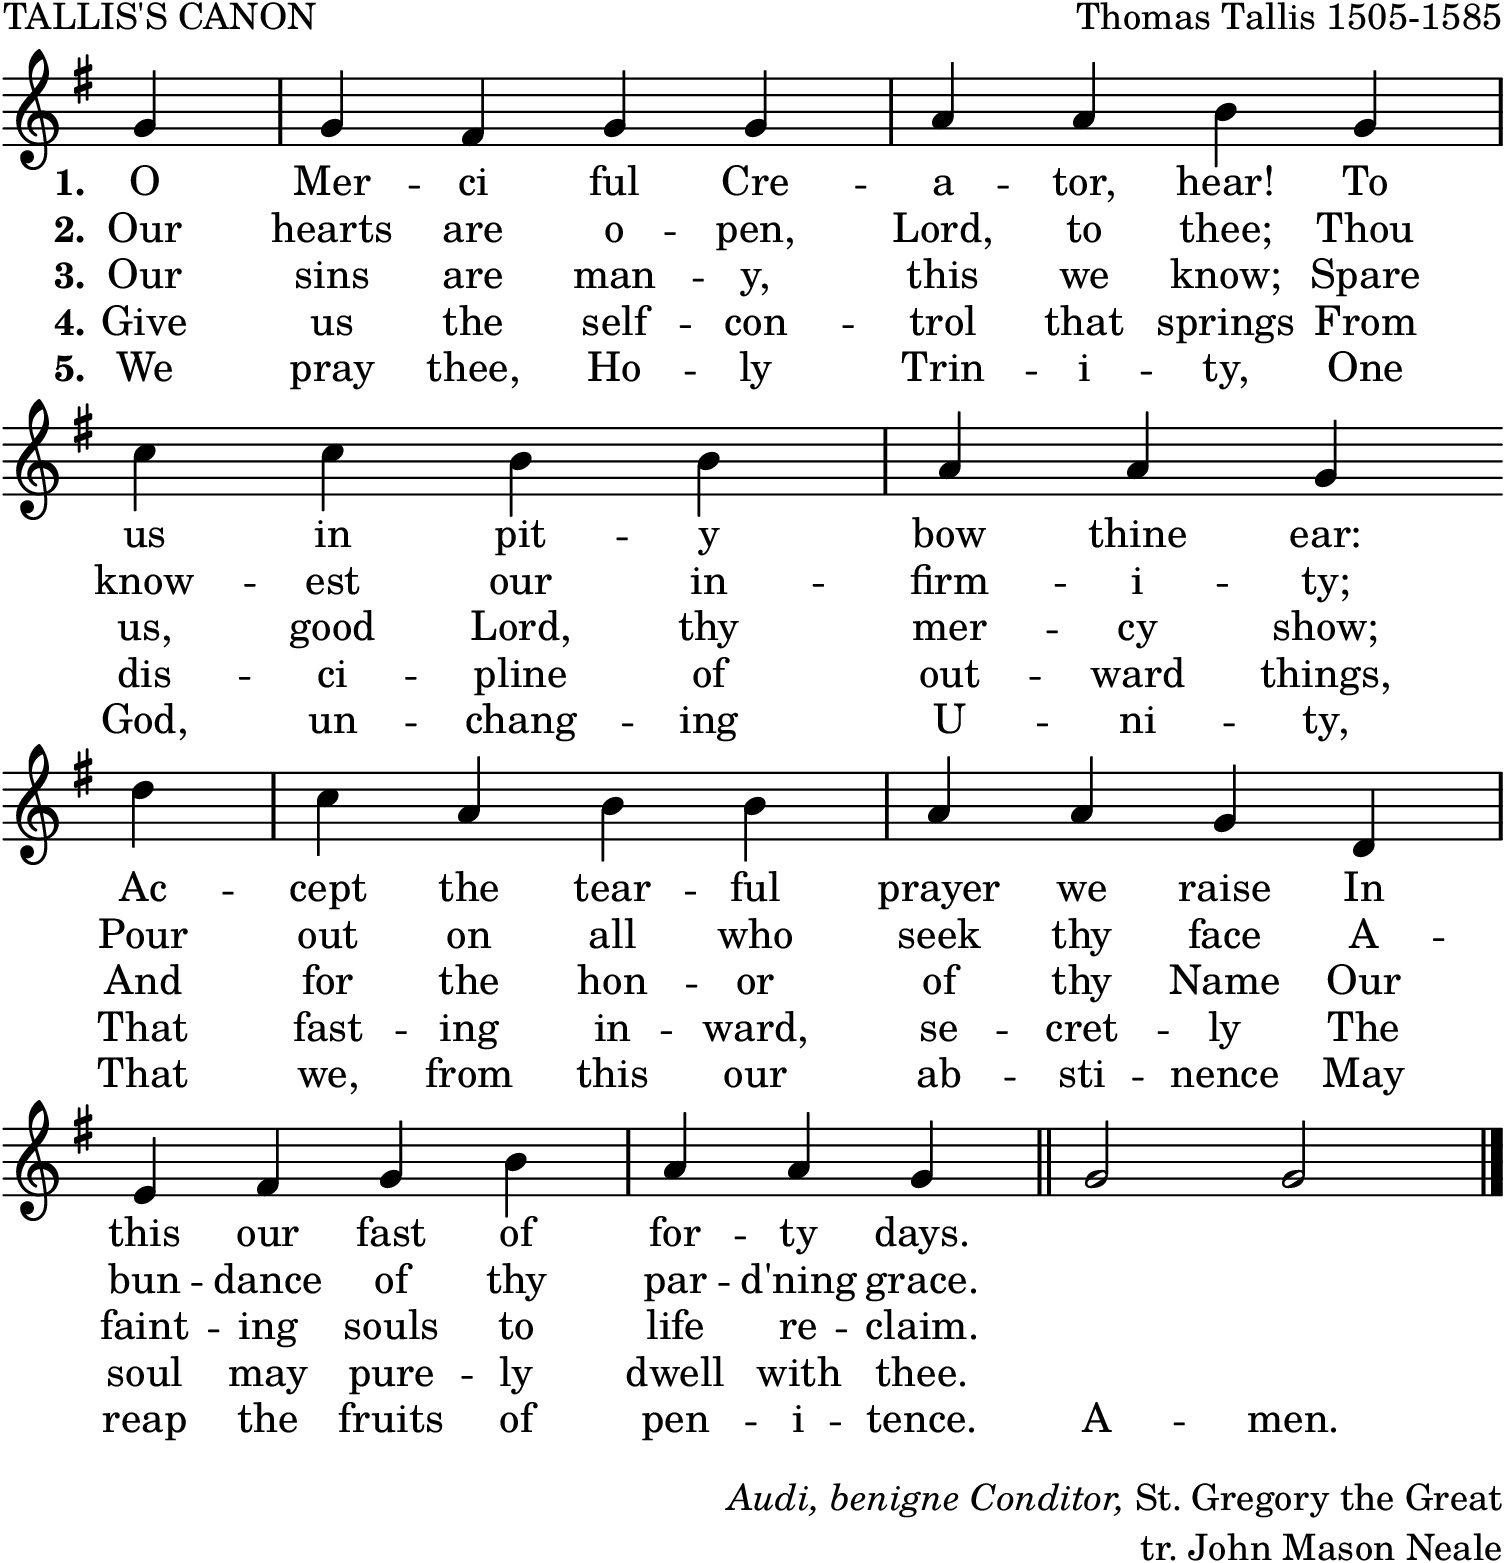 TALLIS'S CANON Thomas Tallis 1505-1585
1. O Mer - ci ful Cre - a - tor, hear! To
2. Our hearts are o - pen, Lord, to thee; Thou
3. Our sins are man - y, this we know; Spare
4. Give us the self - con - trol that springs From
5. We pray thee, Ho - ly Trin - i - ty, One
us in pit - y bow thine ear:
know - est our in - firm - i - ty;
us, good Lord, thy mer - cy show;
dis - ci - pline of out - ward things,
God, un - chang - ing U - ni - ty,
Ac - cept the tear - ful prayer we raise In
Pour out on all who seek thy face A -
And for the hon - or of thy Name Our
That fast - ing in - ward, se - cret - ly The
That we, from this our ab - sti - nence May
this our fast of for - ty days.
bun - dance of thy par - d'ning grace.
faint - ing souls to life re - claim.
soul may pure - ly dwell with thee.
reap the fruits of pen - i - tence. A - men.
Audi, benigne Conditor, St. Gregory the Great
tr. John Mason Neale